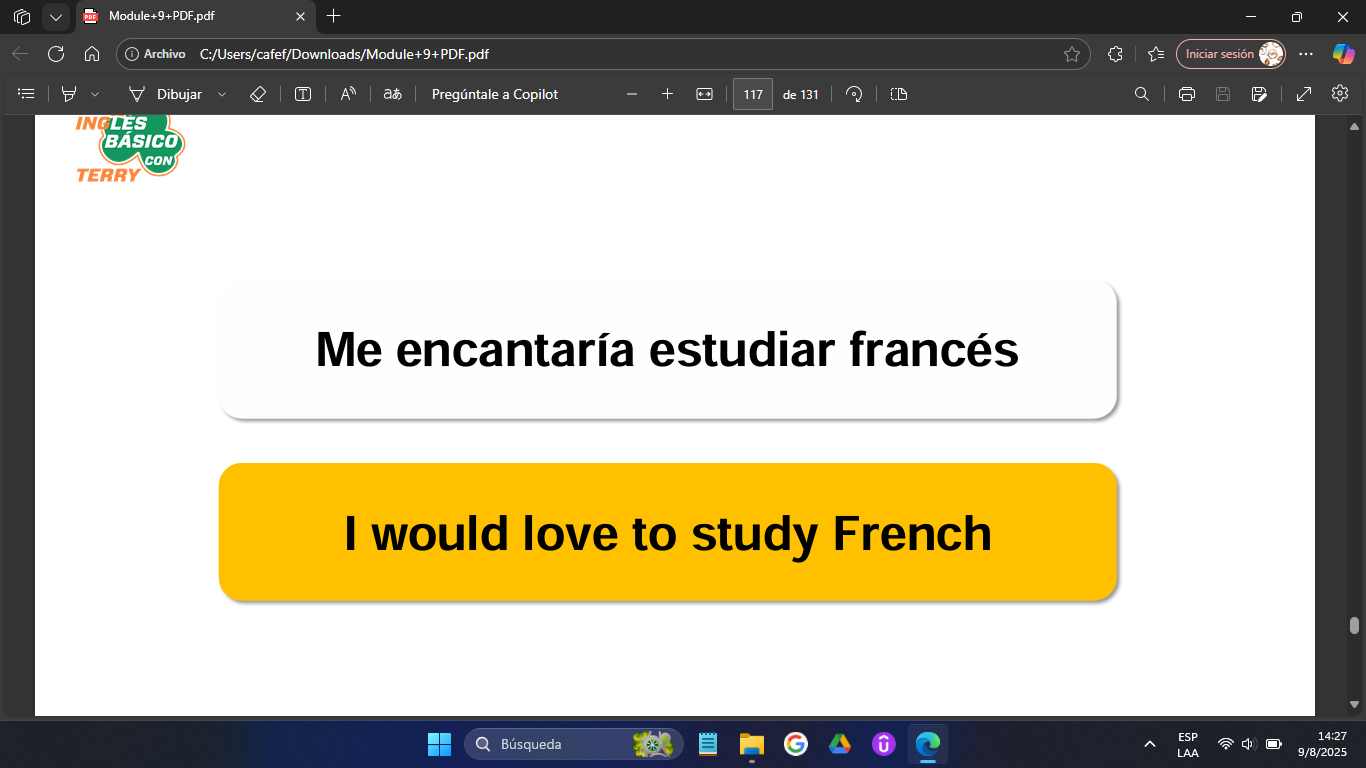 Module+9+PDF.pdf
Archivo C:/Users/cafef/Downloads/Module+9+PDF.pdf Iniciar sesión
Dibujar Pregúntale a Copilot 117 de 131
INGLÉS
BÁSICO
CON
TERRY
Me encantaría estudiar francés
I would love to study French
Búsqueda
ESP
LAA
14:27
9/8/2025